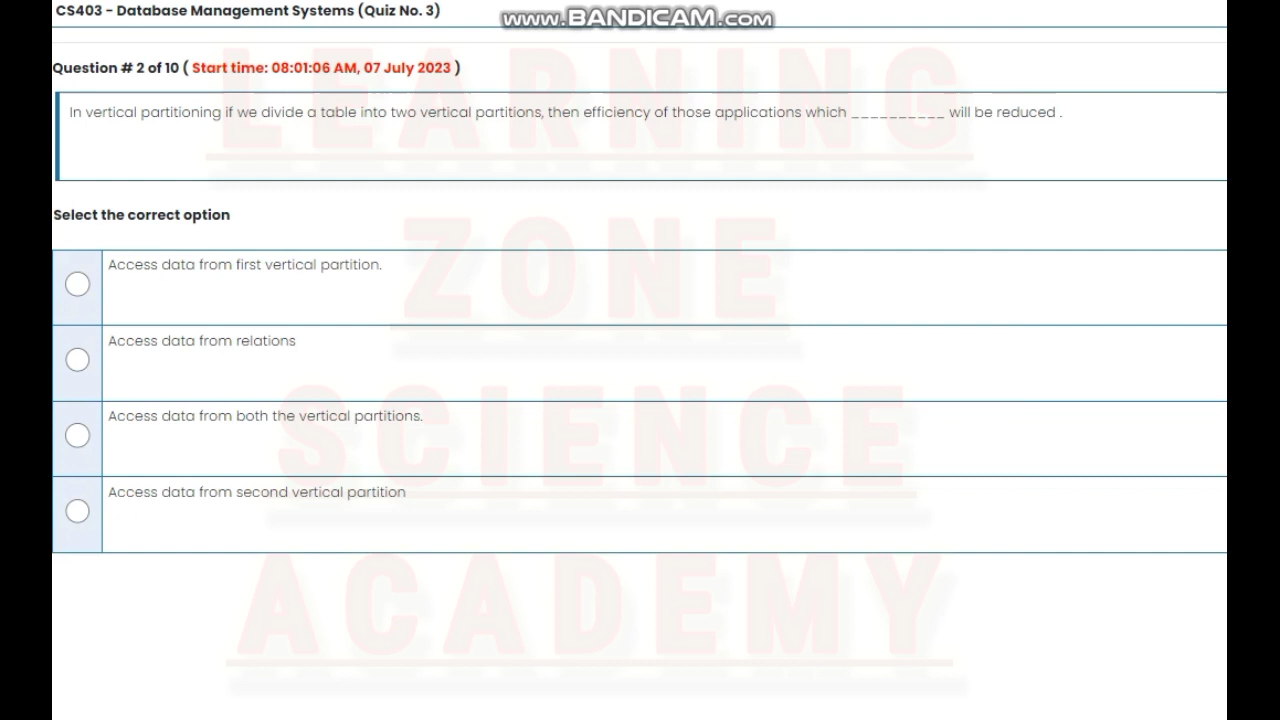 CS403 - Database Management Systems (Quiz No. 3)
www.BANDICAM.com
Question # 2 of 10 ( Start time: 08:01:06 AM, 07 July 2023 )
In vertical partitioning if we divide a table into two vertical partitions, then efficiency of those applications which __________ will be reduced .
Select the correct option
Access data from first vertical partition.
Access data from relations
Access data from both the vertical partitions.
Access data from second vertical partition
LEARNING
ZONE
SCIENCE
ACADEMY